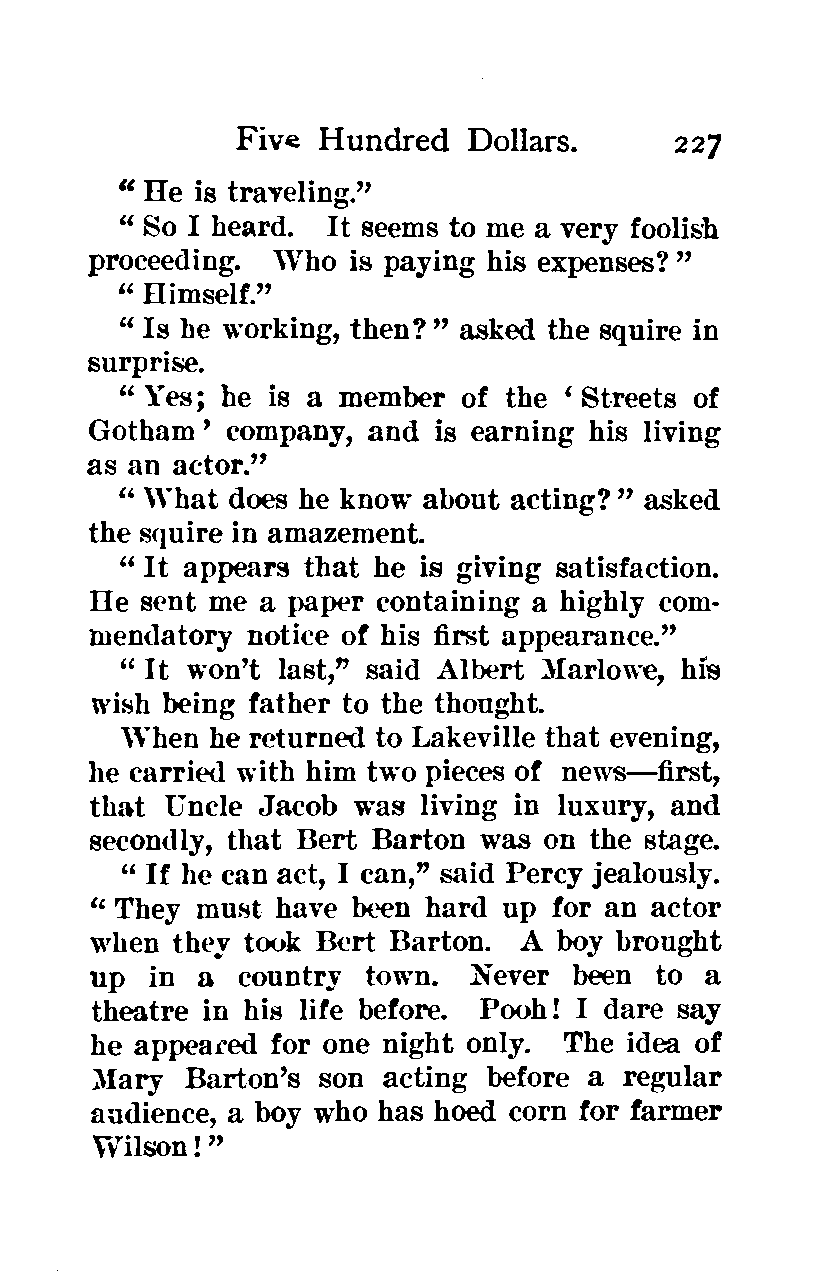 Five Hundred Dollars. 227
“ He is traveling.”
“ So I heard. It seems to me a very foolish
proceeding. Who is paying his expenses? ”
“ Himself.”
“ Is he working, then? ” asked the squire in
surprise.
“ Yes; he is a member of the ‘ Streets of
Gotham ’ company, and is earning his living
as an actor.”
“ What does he know about acting? ” asked
the squire in amazement.
“ It appears that he is giving satisfaction.
He sent me a paper containing a highly com-
mendatory notice of his first appearance.”
“ It won’t last,” said Albert Marlowe, his
wish being father to the thought.
When he returned to Lakeville that evening,
he carried with him two pieces of news—first,
that Uncle Jacob was living in luxury, and
secondly, that Bert Barton was on the stage.
“ If he can act, I can,” said Percy jealously.
“ They must have been hard up for an actor
when they took Bert Barton. A boy brought
up in a country town. Never been to a
theatre in his life before. Pooh! I dare say
he appeared for one night only. The idea of
Mary Barton’s son acting before a regular
audience, a boy who has hoed corn for farmer
Wilson! ”